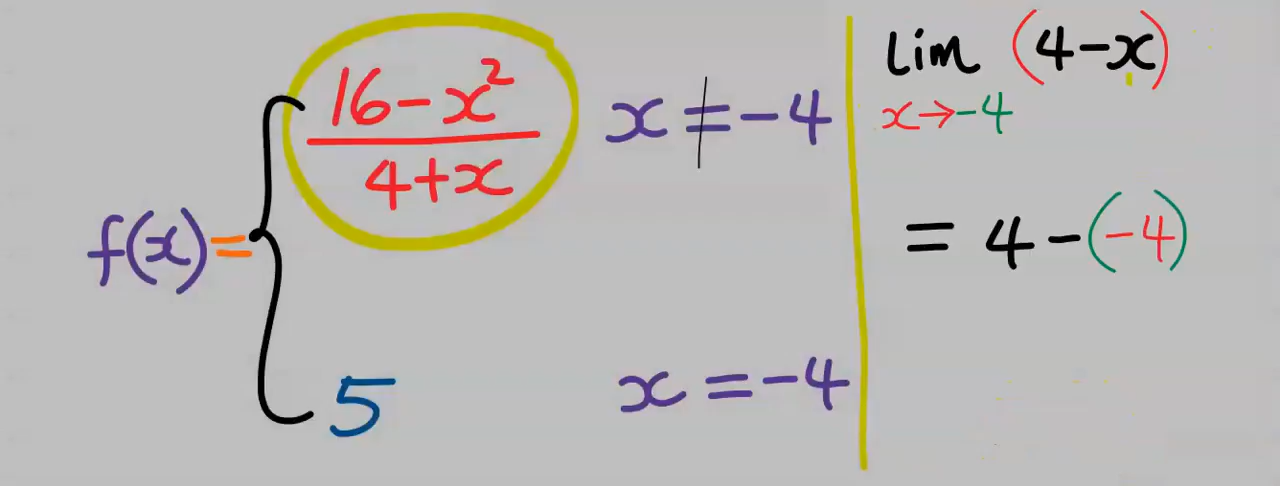 f(x) = { (16 - x²)/(4 + x)   x ≠ -4
5   x = -4
Lim (4 - x)
x → -4
= 4 - (-4)